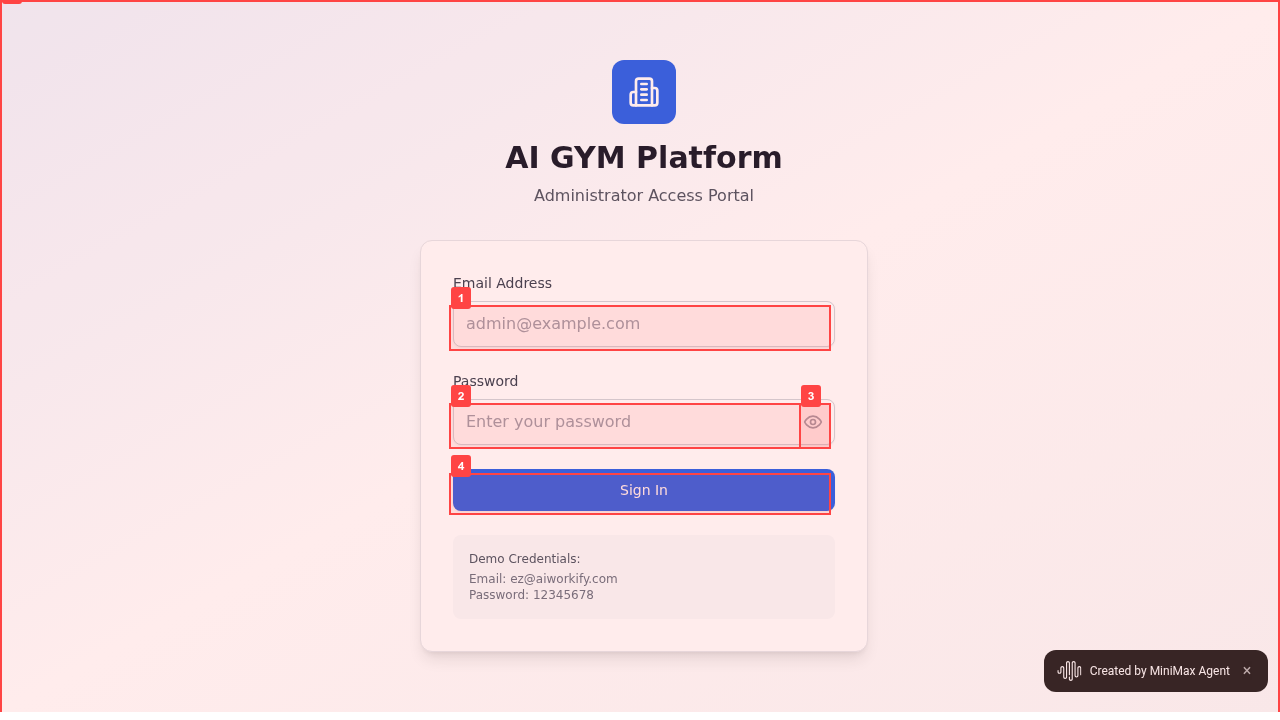 AI GYM Platform
Administrator Access Portal
Email Address
1
admin@example.com
Password
2
3
Enter your password
4
Sign In
Demo Credentials:
Email: ez@aiworkify.com
Password: 12345678
Created by MiniMax Agent ×